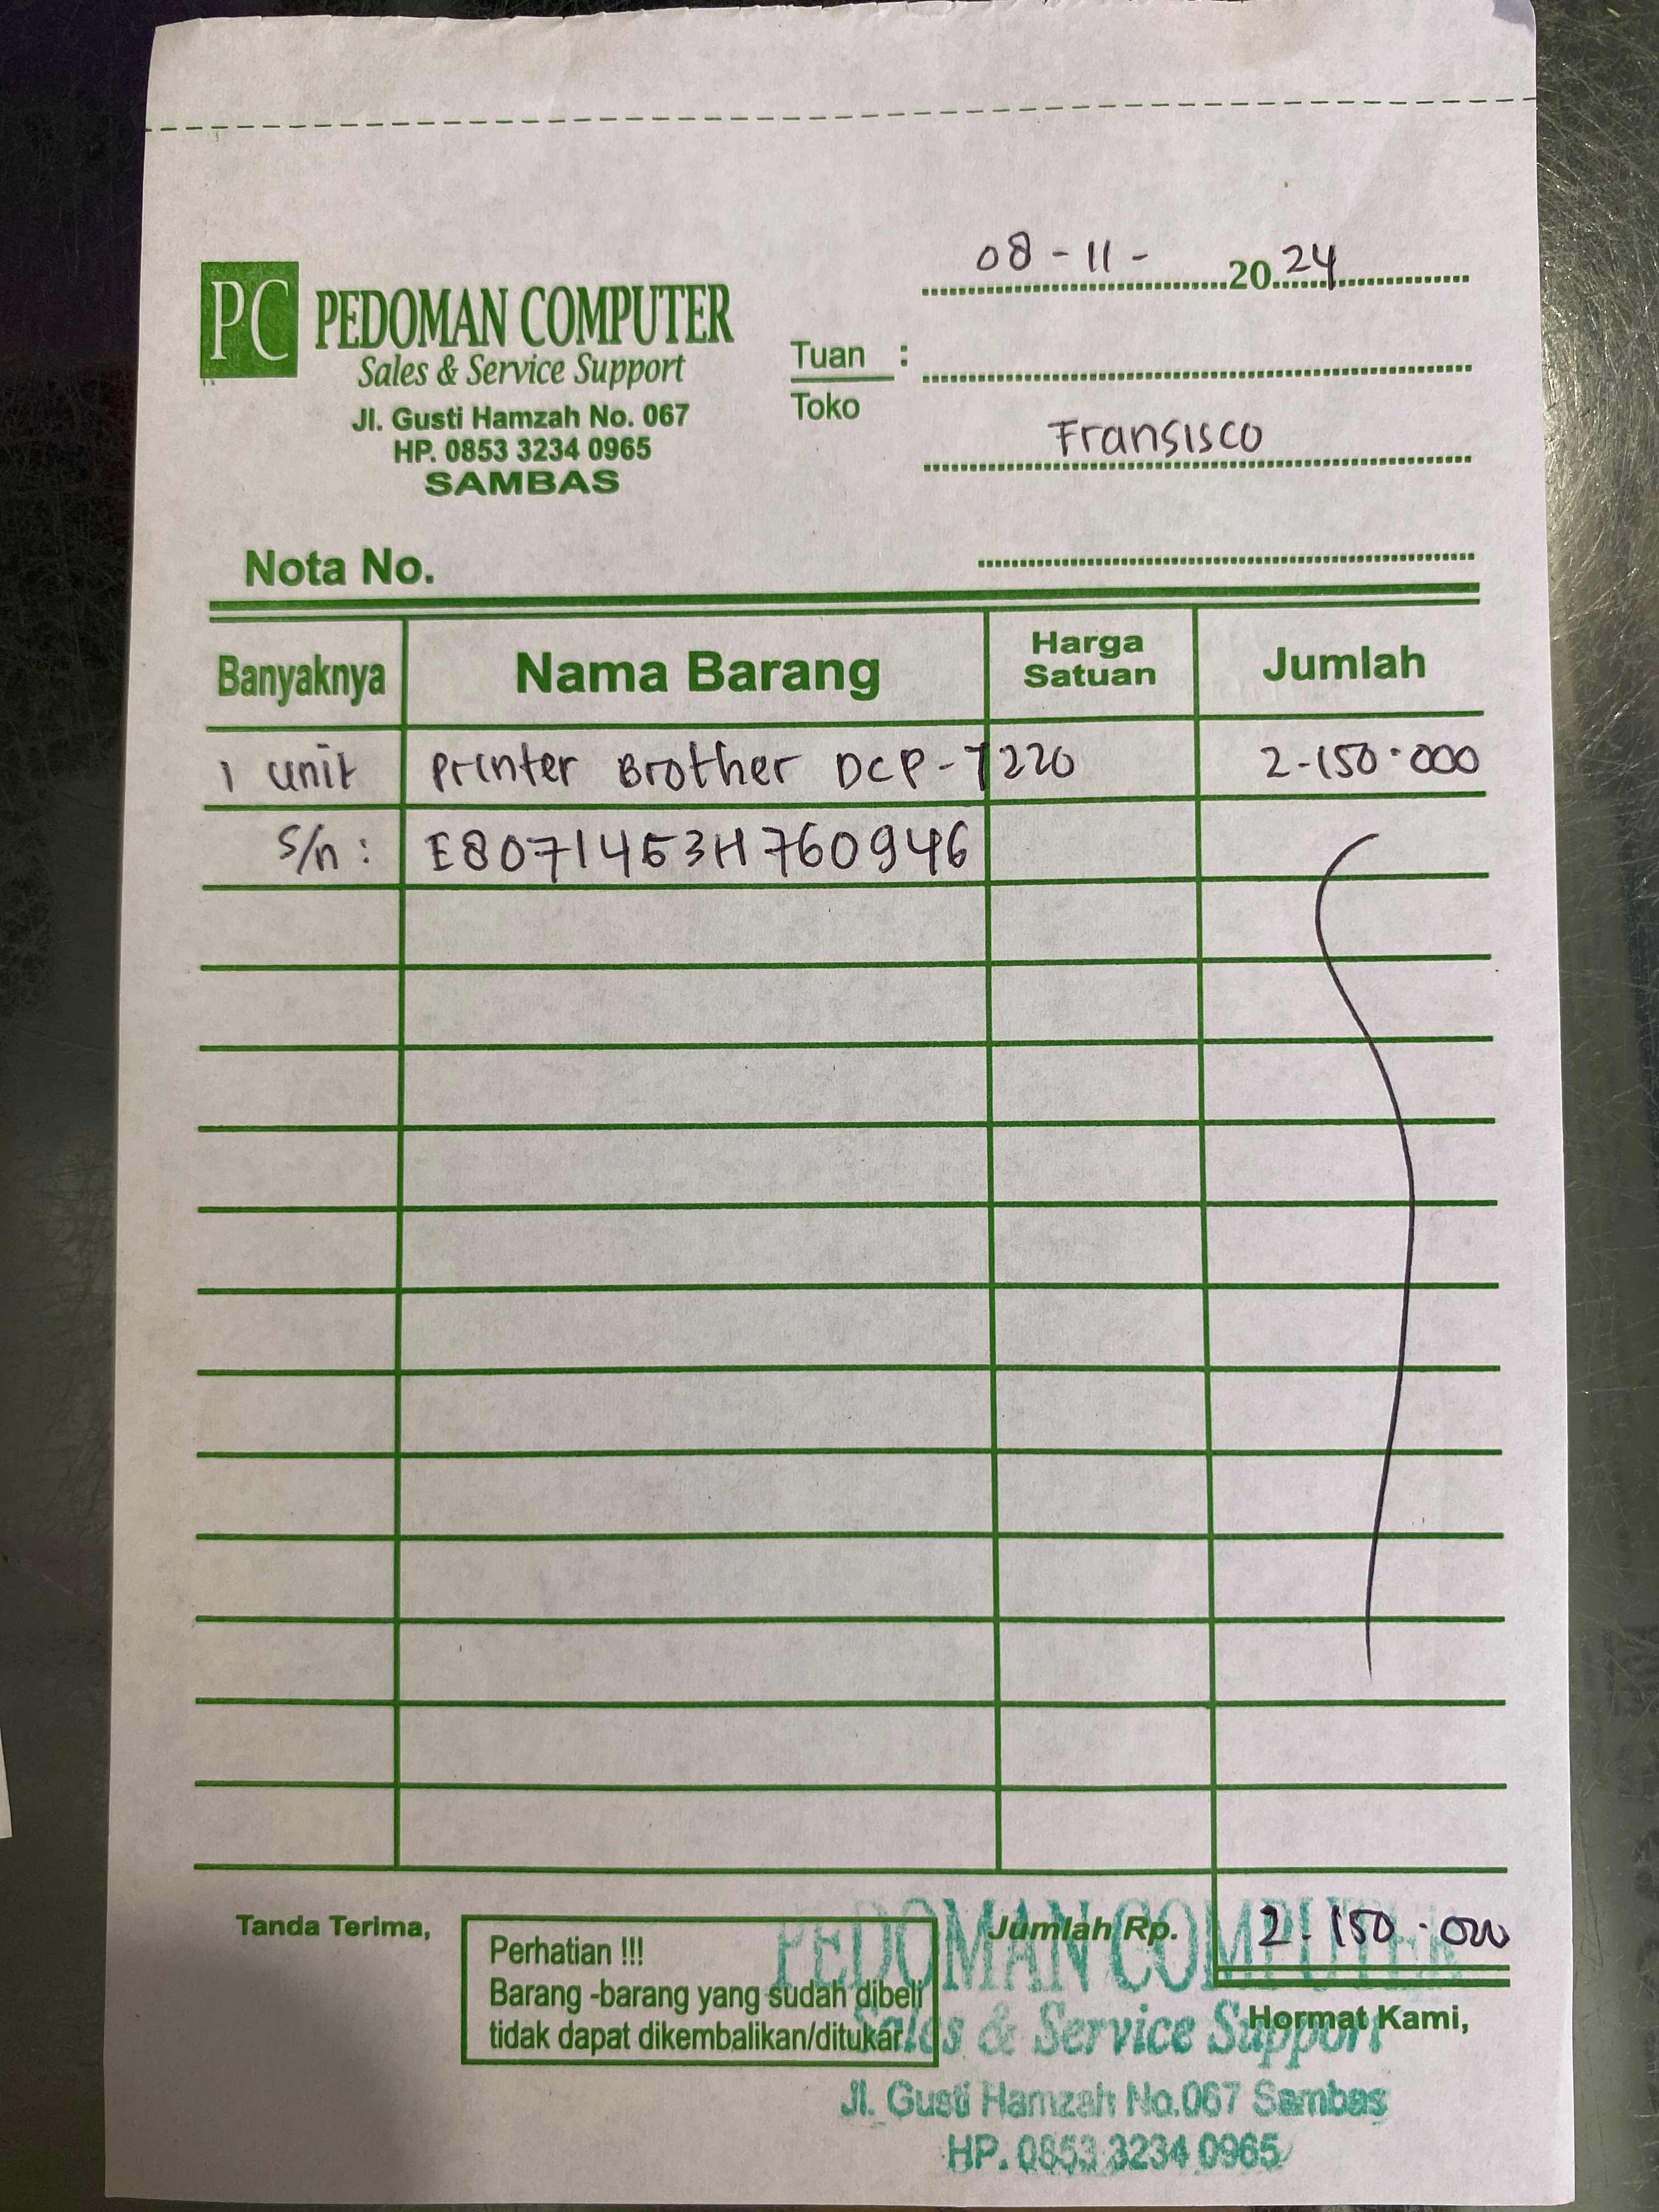 08 - 11 - 2024
PC PEDOMAN COMPUTER
Sales & Service Support
Jl. Gusti Hamzah No. 067
HP. 0853 3234 0965
SAMBAS
Tuan :
Toko
Fransisco
Nota No.
Banyaknya Nama Barang Harga Satuan Jumlah
1 unit Printer Brother DCP-T220 2.150.000
S/n : E8071453H760946
Tanda Terima,
Perhatian !!!
Barang -barang yang sudah dibeli
tidak dapat dikembalikan/ditukar
Jumlah Rp. 2.150.000
Hormat Kami,
PEDOMAN COMPUTER
Sales & Service Support
Jl. Gusti Hamzah No.067 Sambas
HP. 0853 3234 0965